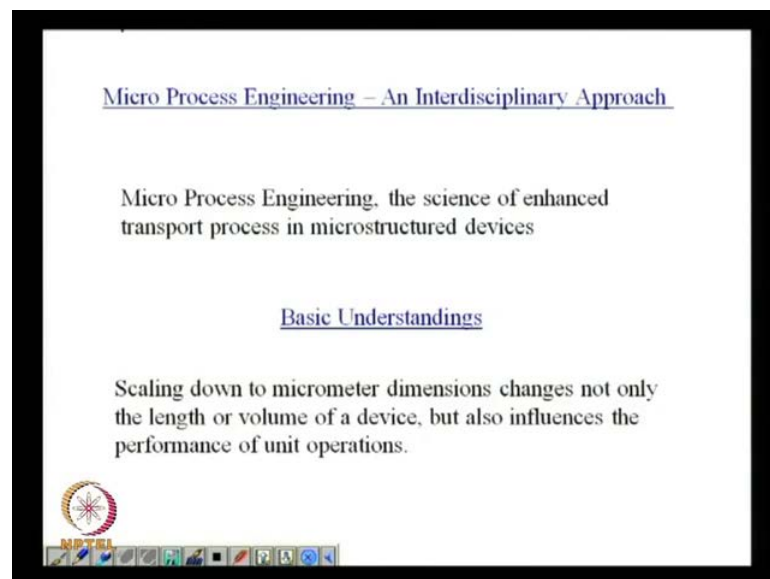 Micro Process Engineering – An Interdisciplinary Approach
Micro Process Engineering, the science of enhanced
transport process in microstructured devices
Basic Understandings
Scaling down to micrometer dimensions changes not only
the length or volume of a device, but also influences the
performance of unit operations.
NPTEL